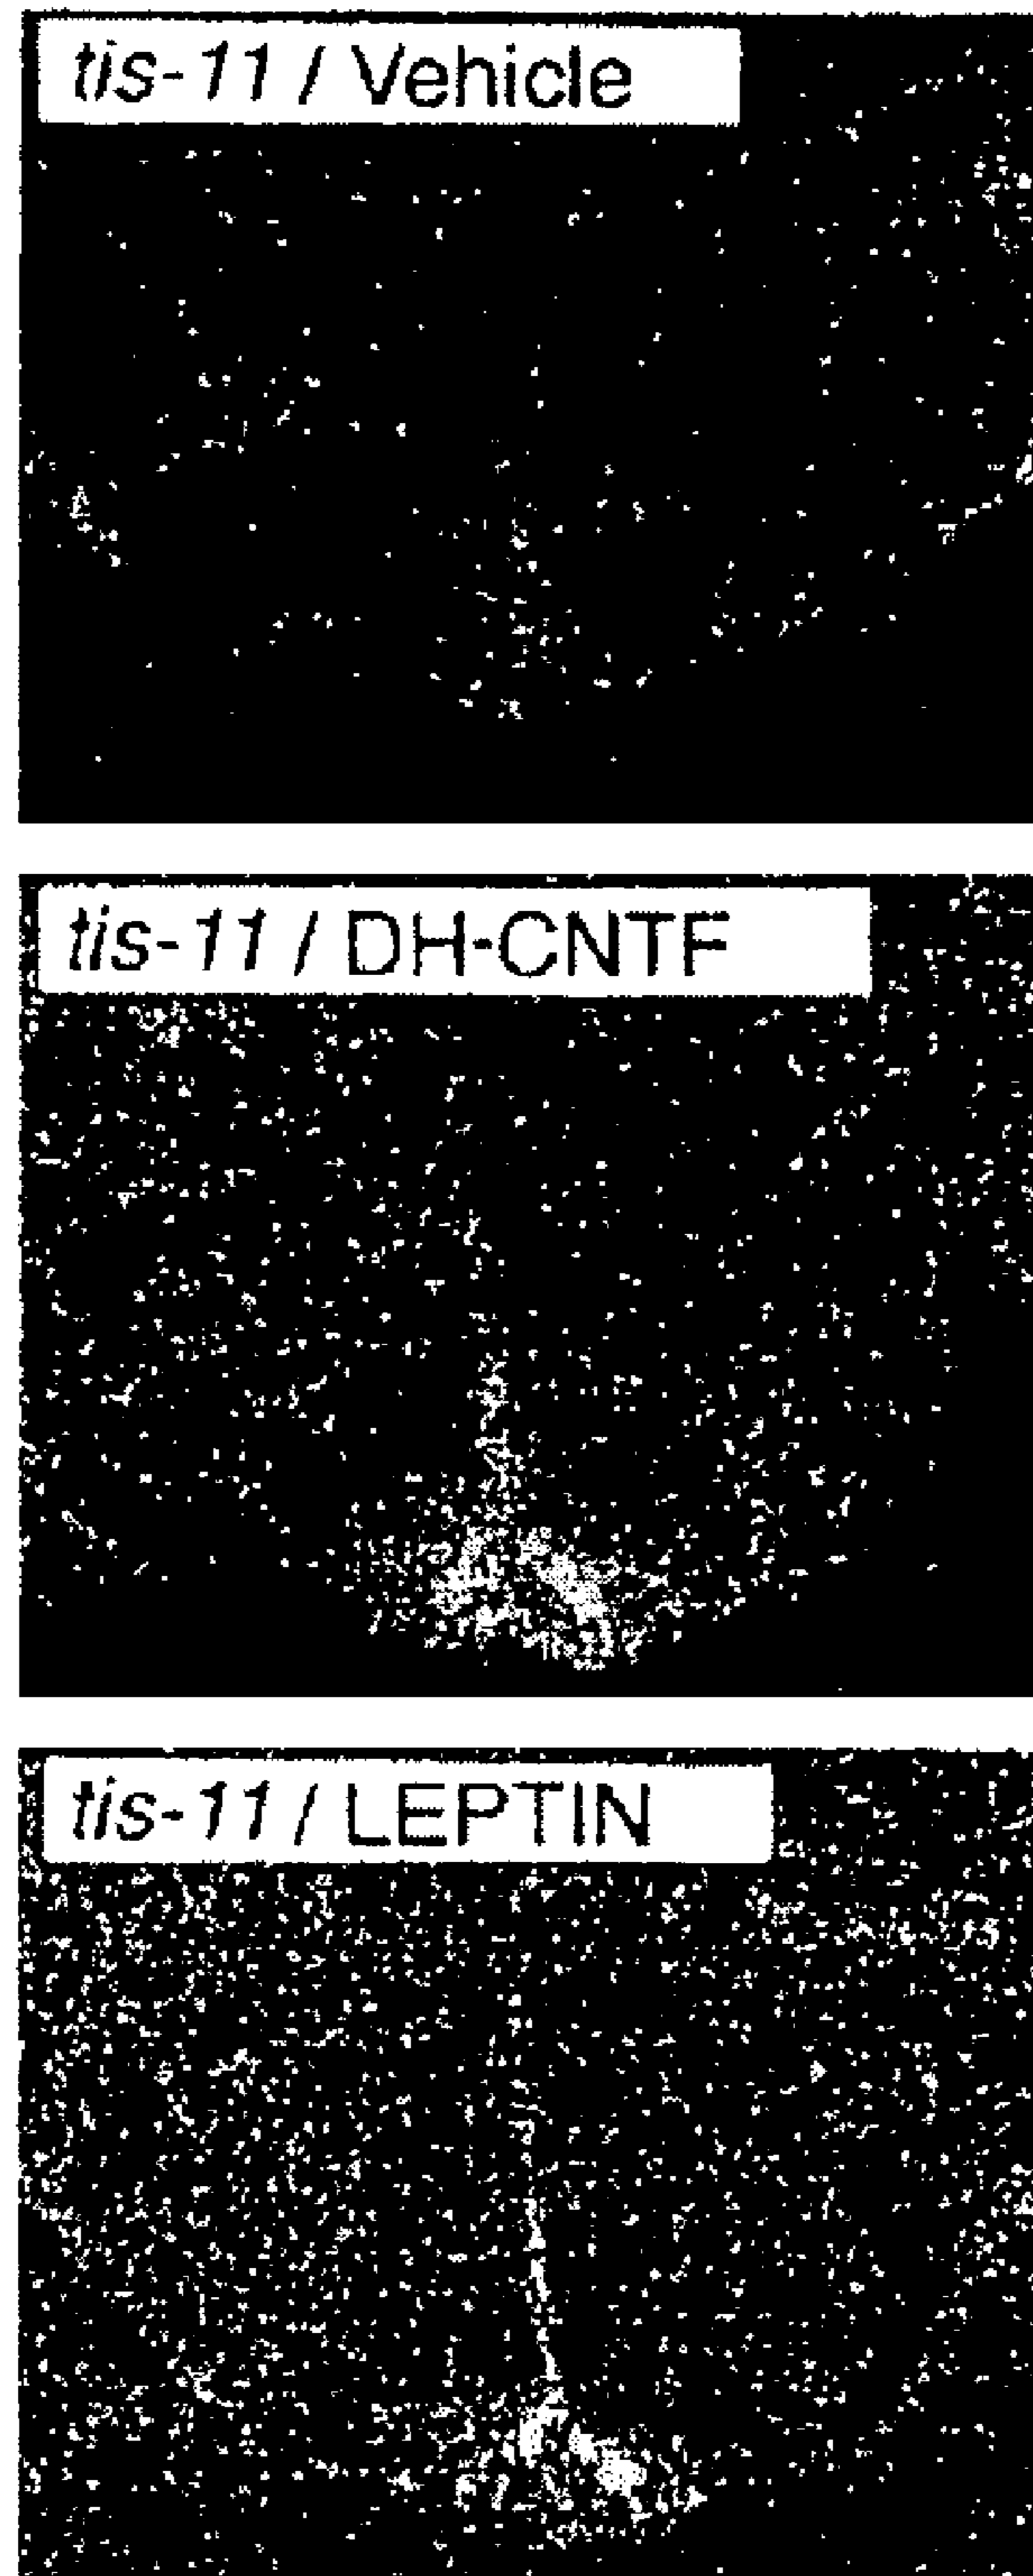 tis-11 / Vehicle
tis-11 / DH-CNTF
tis-11 / LEPTIN